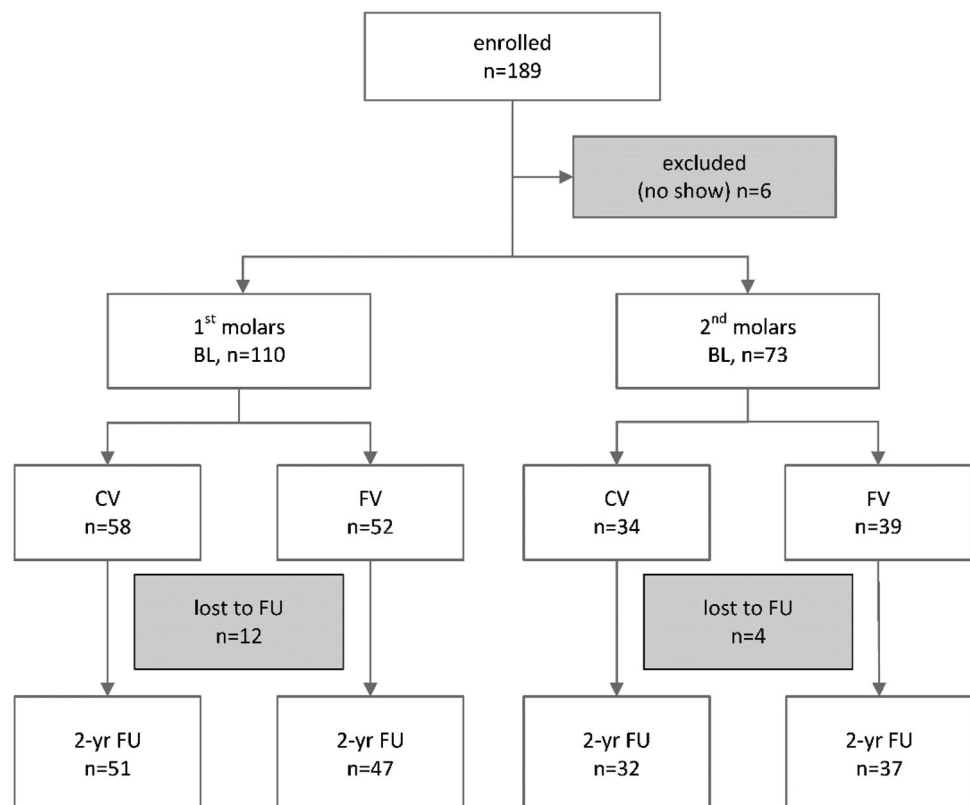 enrolled
n=189
excluded
(no show) n=6
1st molars
BL, n=110
2nd molars
BL, n=73
CV
n=58
FV
n=52
CV
n=34
FV
n=39
lost to FU
n=12
lost to FU
n=4
2-yr FU
n=51
2-yr FU
n=47
2-yr FU
n=32
2-yr FU
n=37